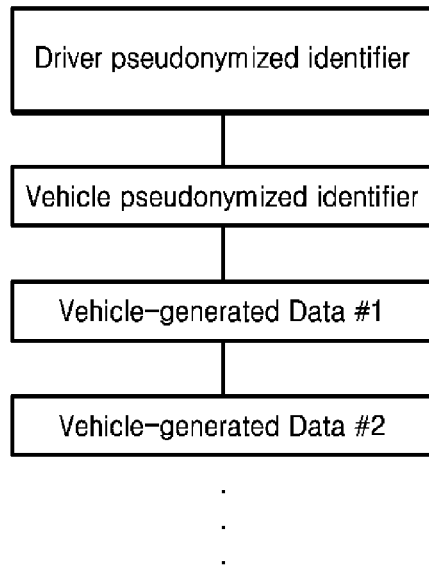 Driver pseudonymized identifier
Vehicle pseudonymized identifier
Vehicle-generated Data #1
Vehicle-generated Data #2
.
.
.